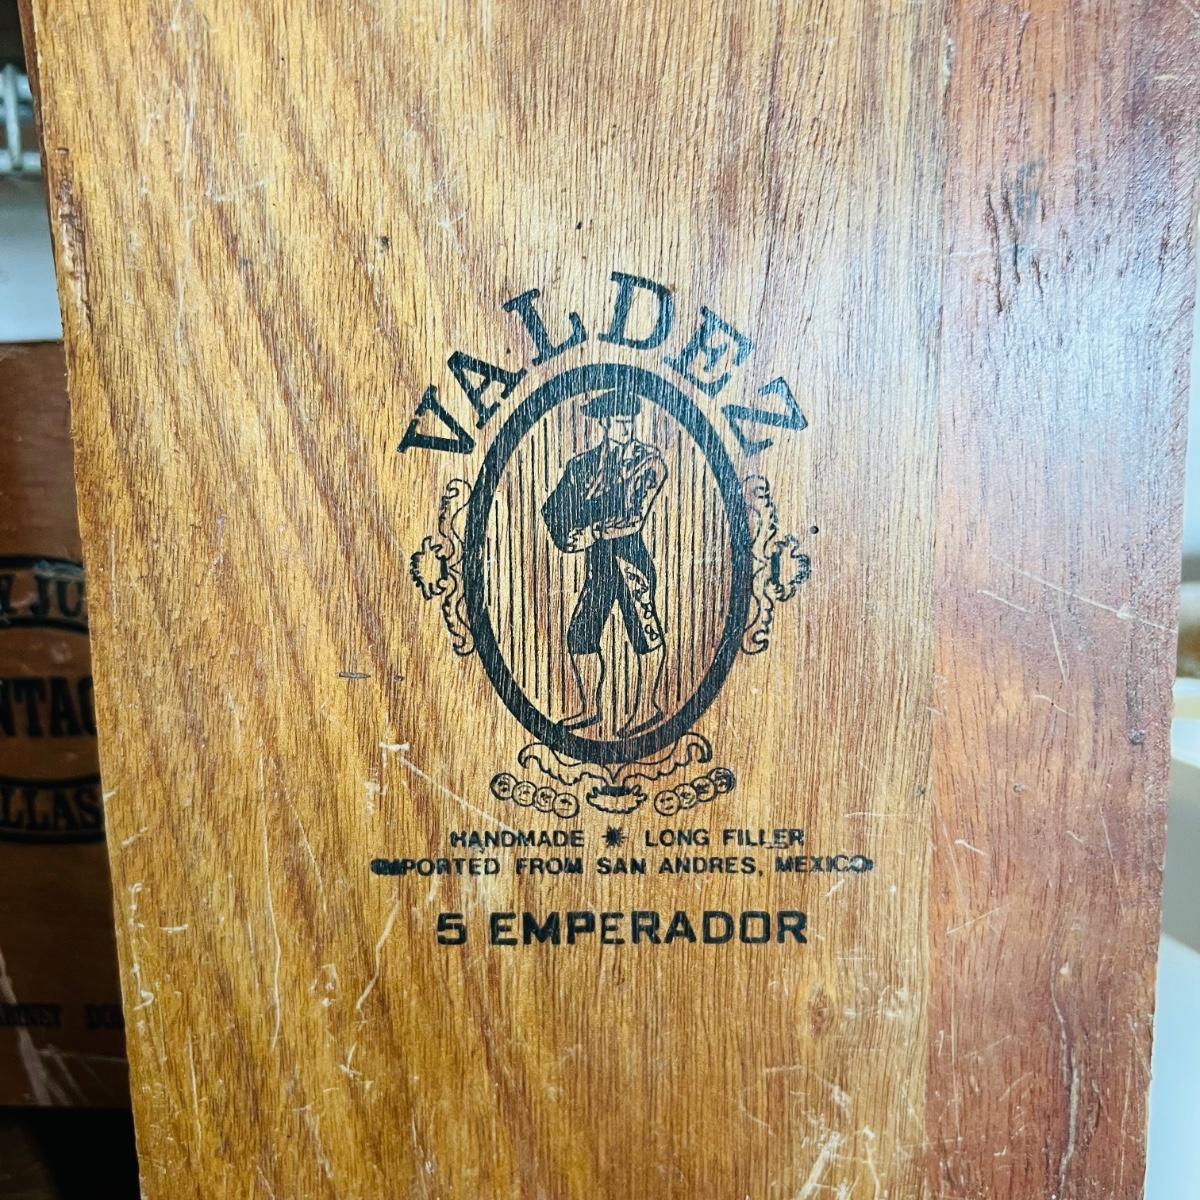 VALDEZ
HANDMADE ✷ LONG FILLER
IMPORTED FROM SAN ANDRES, MEXICO
5 EMPERADOR